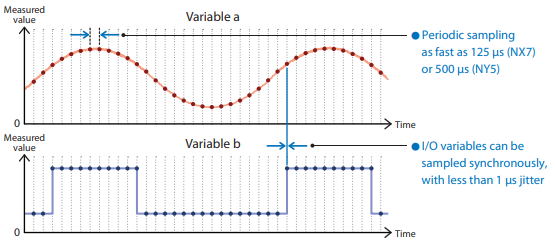 Measured
value
Variable a
0
Time
● Periodic sampling
as fast as 125 µs (NX7)
or 500 µs (NY5)
Measured
value
Variable b
0
Time
● I/O variables can be
sampled synchronously,
with less than 1 µs jitter